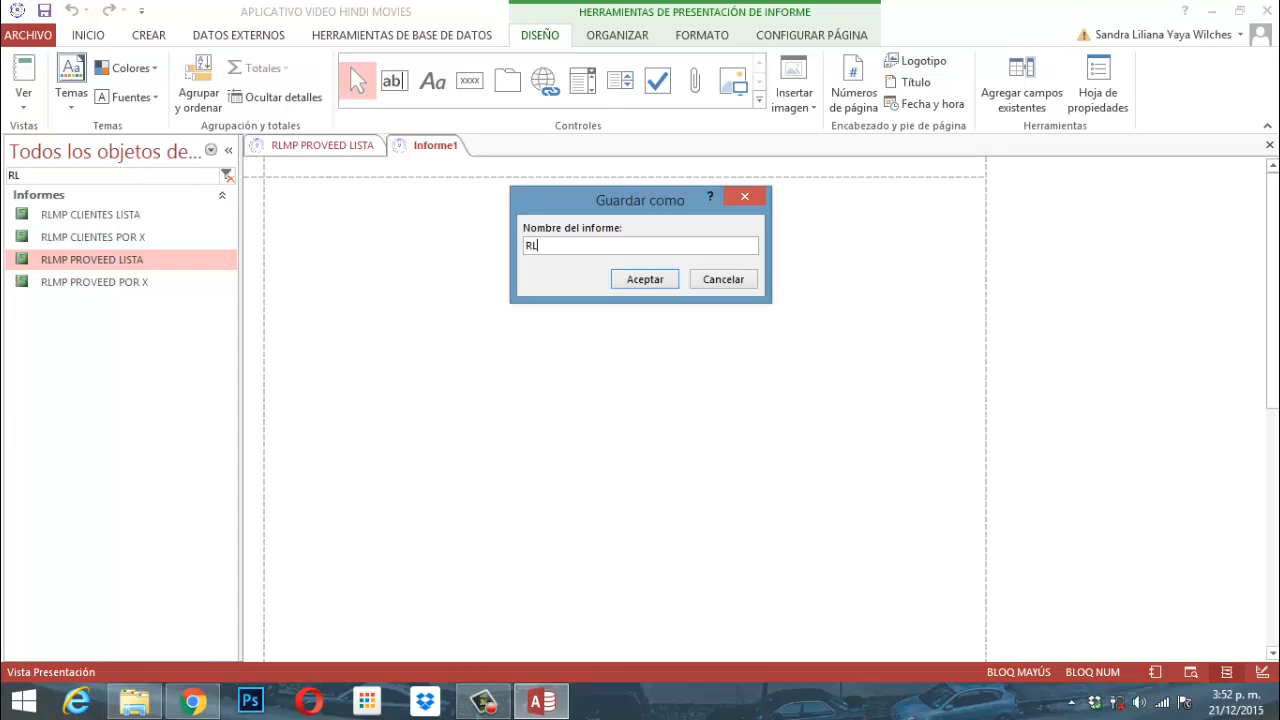 APLICATIVO VIDEO HINDI MOVIES
HERRAMIENTAS DE PRESENTACIÓN DE INFORME
?
ARCHIVO INICIO CREAR DATOS EXTERNOS HERRAMIENTAS DE BASE DE DATOS DISEÑO ORGANIZAR FORMATO CONFIGURAR PÁGINA
Sandra Liliana Yaya Wilches
Ver
Vistas
Aa
Temas
Colores
A Fuentes
Temas
Agrupar y ordenar
Σ Totales
Ocultar detalles
Agrupación y totales
ab|
Aa
xxxx
Controles
Insertar imagen
#
Números de página
Logotipo
Título
Fecha y hora
Encabezado y pie de página
Agregar campos existentes
Hoja de propiedades
Herramientas
Todos los objetos de...
RL
Informes
RLMP CLIENTES LISTA
RLMP CLIENTES POR X
RLMP PROVEED LISTA
RLMP PROVEED POR X
RLMP PROVEED LISTA
Informe1
Guardar como
?
Nombre del informe:
RL
Aceptar
Cancelar
Vista Presentación
BLOQ MAYÚS
BLOQ NUM
Ps
3:52 p. m.
21/12/2015